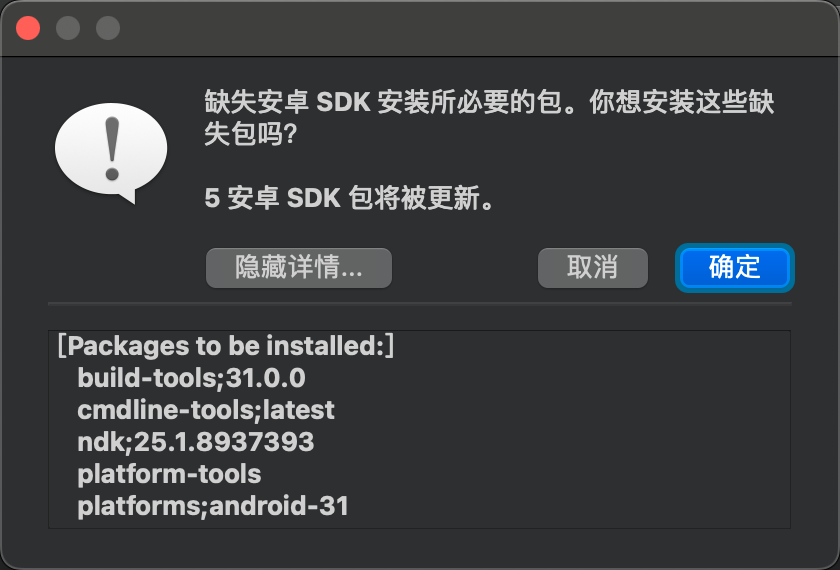 缺失安卓 SDK 安装所必要的包。你想安装这些缺
失包吗?
5 安卓 SDK 包将被更新。
隐藏详情...
取消
确定
[Packages to be installed:]
build-tools;31.0.0
cmdline-tools;latest
ndk;25.1.8937393
platform-tools
platforms;android-31